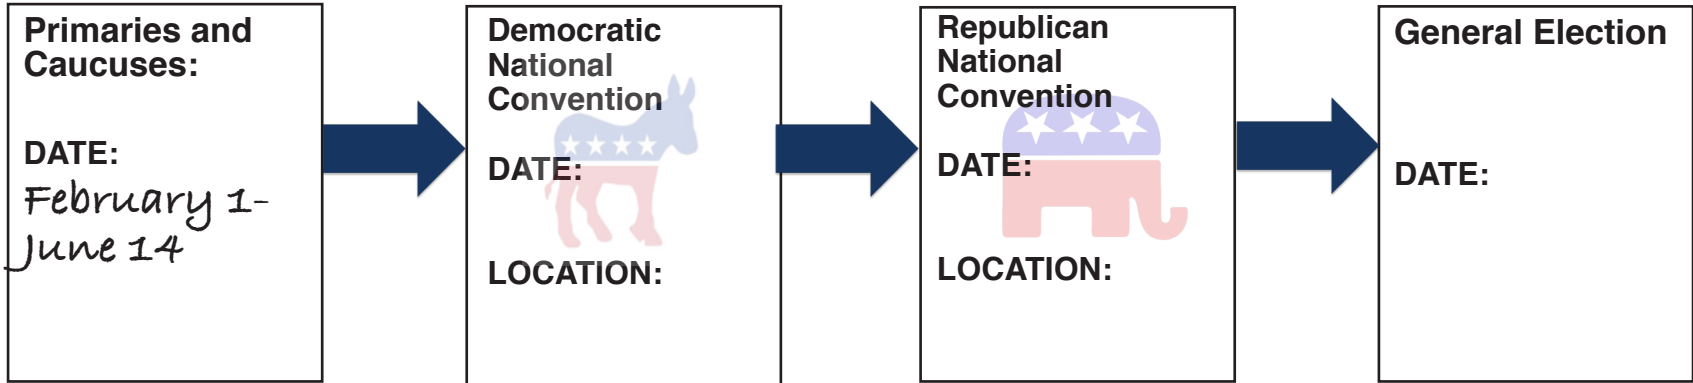 Primaries and
Caucuses:
DATE:
February 1-
June 14
Democratic
National
Convention
DATE:
LOCATION:
Republican
National
Convention
DATE:
LOCATION:
General Election
DATE: